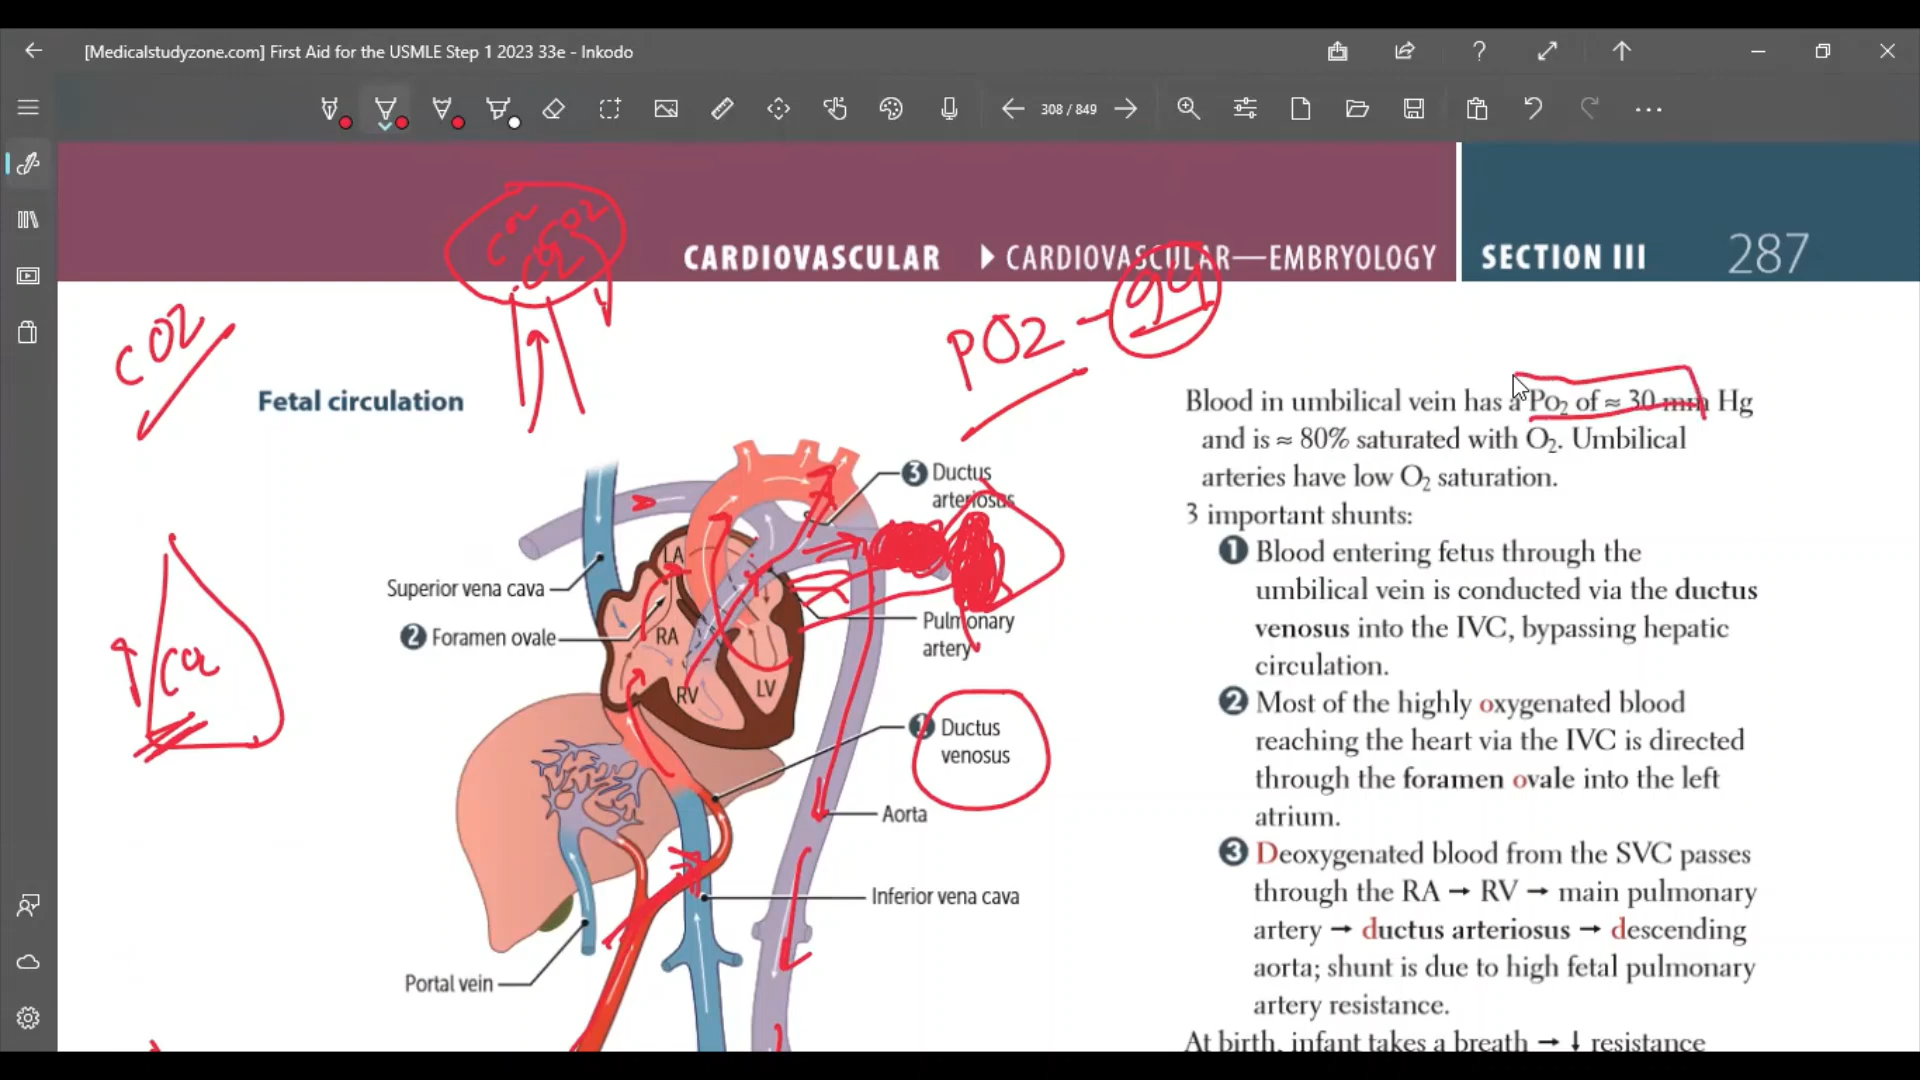 [Medicalstudyzone.com] First Aid for the USMLE Step 1 2023 33e - Inkodo
308 / 849
CARDIOVASCULAR ▶ CARDIOVASCULAR—EMBRYOLOGY SECTION III 287
CO2 CO2
CO2
CO2
PO2 - 94
Fetal circulation
Superior vena cava
2 Foramen ovale
Portal vein
LA
RA
RV
LV
3 Ductus
arteriosus
Pulmonary
artery
1 Ductus
venosus
Aorta
Inferior vena cava
Blood in umbilical vein has a Po₂ of ≈ 30 mm Hg
and is ≈ 80% saturated with O₂. Umbilical
arteries have low O₂ saturation.
3 important shunts:
1 Blood entering fetus through the
umbilical vein is conducted via the ductus
venosus into the IVC, bypassing hepatic
circulation.
2 Most of the highly oxygenated blood
reaching the heart via the IVC is directed
through the foramen ovale into the left
atrium.
3 Deoxygenated blood from the SVC passes
through the RA → RV → main pulmonary
artery → ductus arteriosus → descending
aorta; shunt is due to high fetal pulmonary
artery resistance.
At birth, infant takes a breath → ↓ resistance